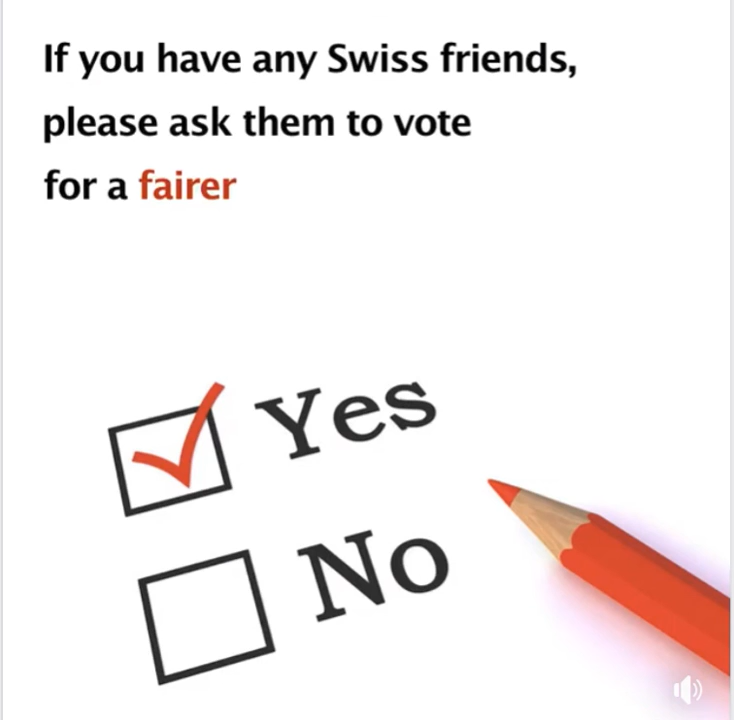 If you have any Swiss friends,
please ask them to vote
for a fairer
Yes
No